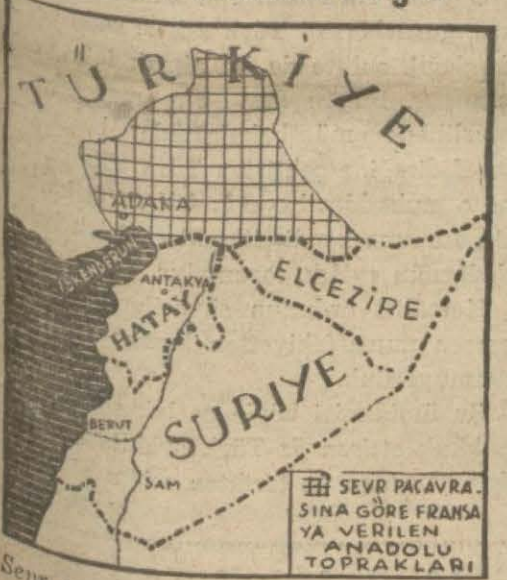 TÜRKİYE
ADANA
İSKENDERUN
ANTAKYA
ELCEZİRE
HATAY
SURİYE
BERUT
ŞAM
SEVR PAÇAVRA-
SINA GÖRE FRANSA
YA VERİLEN
ANADOLU
TOPRAKLARI